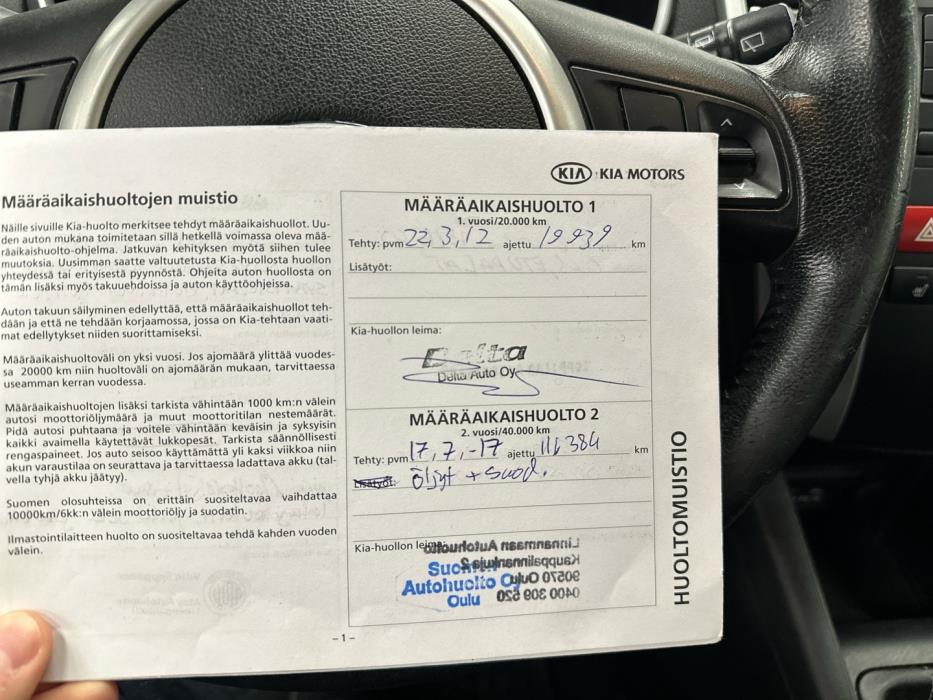 KIA KIA MOTORS
Määräaikaishuoltojen muistio
Näille sivuille Kia-huolto merkitsee tehdyt määräaikaishuollot. Uu-
den auton mukana toimitetaan sillä hetkellä voimassa oleva mää-
räaikaishuolto-ohjelma. Jatkuvan kehityksen myötä siihen tulee
muutoksia. Uusimman saatte valtuutetusta Kia-huollosta huollon
yhteydessä tai erityisestä pyynnöstä. Ohjeita auton huollosta on
tämän lisäksi myös takuuehdoissa ja auton käyttöohjeissa.
Auton takuun säilyminen edellyttää, että määräaikaishuollot teh-
dään ja että ne tehdään korjaamossa, jossa on Kia-tehtaan vaati-
mat edellytykset niiden suorittamiseksi.
Määräaikaishuoltoväli on yksi vuosi. Jos ajomäärä ylittää vuodes-
sa 20000 km niin huoltoväli on ajomäärän mukaan, tarvittaessa
useamman kerran vuodessa.
Määräaikaishuoltojen lisäksi tarkista vähintään 1000 km:n välein
autosi moottoriöljymäärä ja muut moottoritilan nestemäärät.
Pidä autosi puhtaana ja voitele vähintään keväisin ja syksyisin
kaikki avaimella käytettävät lukkopesät. Tarkista säännöllisesti
rengaspaineet. Jos auto seisoo käyttämättä yli kaksi viikkoa niin
akun varaustilaa on seurattava ja tarvittaessa ladattava akku (tal-
vella tyhjä akku jäätyy).
Suomen olosuhteissa on erittäin suositeltavaa vaihdattaa
10000km/6kk:n välein moottoriöljy ja suodatin.
Ilmastointilaitteen huolto on suositeltavaa tehdä kahden vuoden
välein.
MÄÄRÄAIKAISHUOLTO 1
1. vuosi/20.000 km
Tehty: pvm 22,3,12 ajettu 19939 km
Lisätyöt:
Kia-huollon leima:
Delta
Delta Auto Oy
MÄÄRÄAIKAISHUOLTO 2
2. vuosi/40.000 km
Tehty: pvm 17,7,-17 ajettu 116384 km
Lisätyöt: öljyt + suod.
Kia-huollon leima:
Linnanmaan Autohuolto
Kauppalinnankuja 2
90570 Oulu
0400 309 520
Suomen
Autohuolto Oy
Oulu
HUOLTOMUISTIO
– 1 –